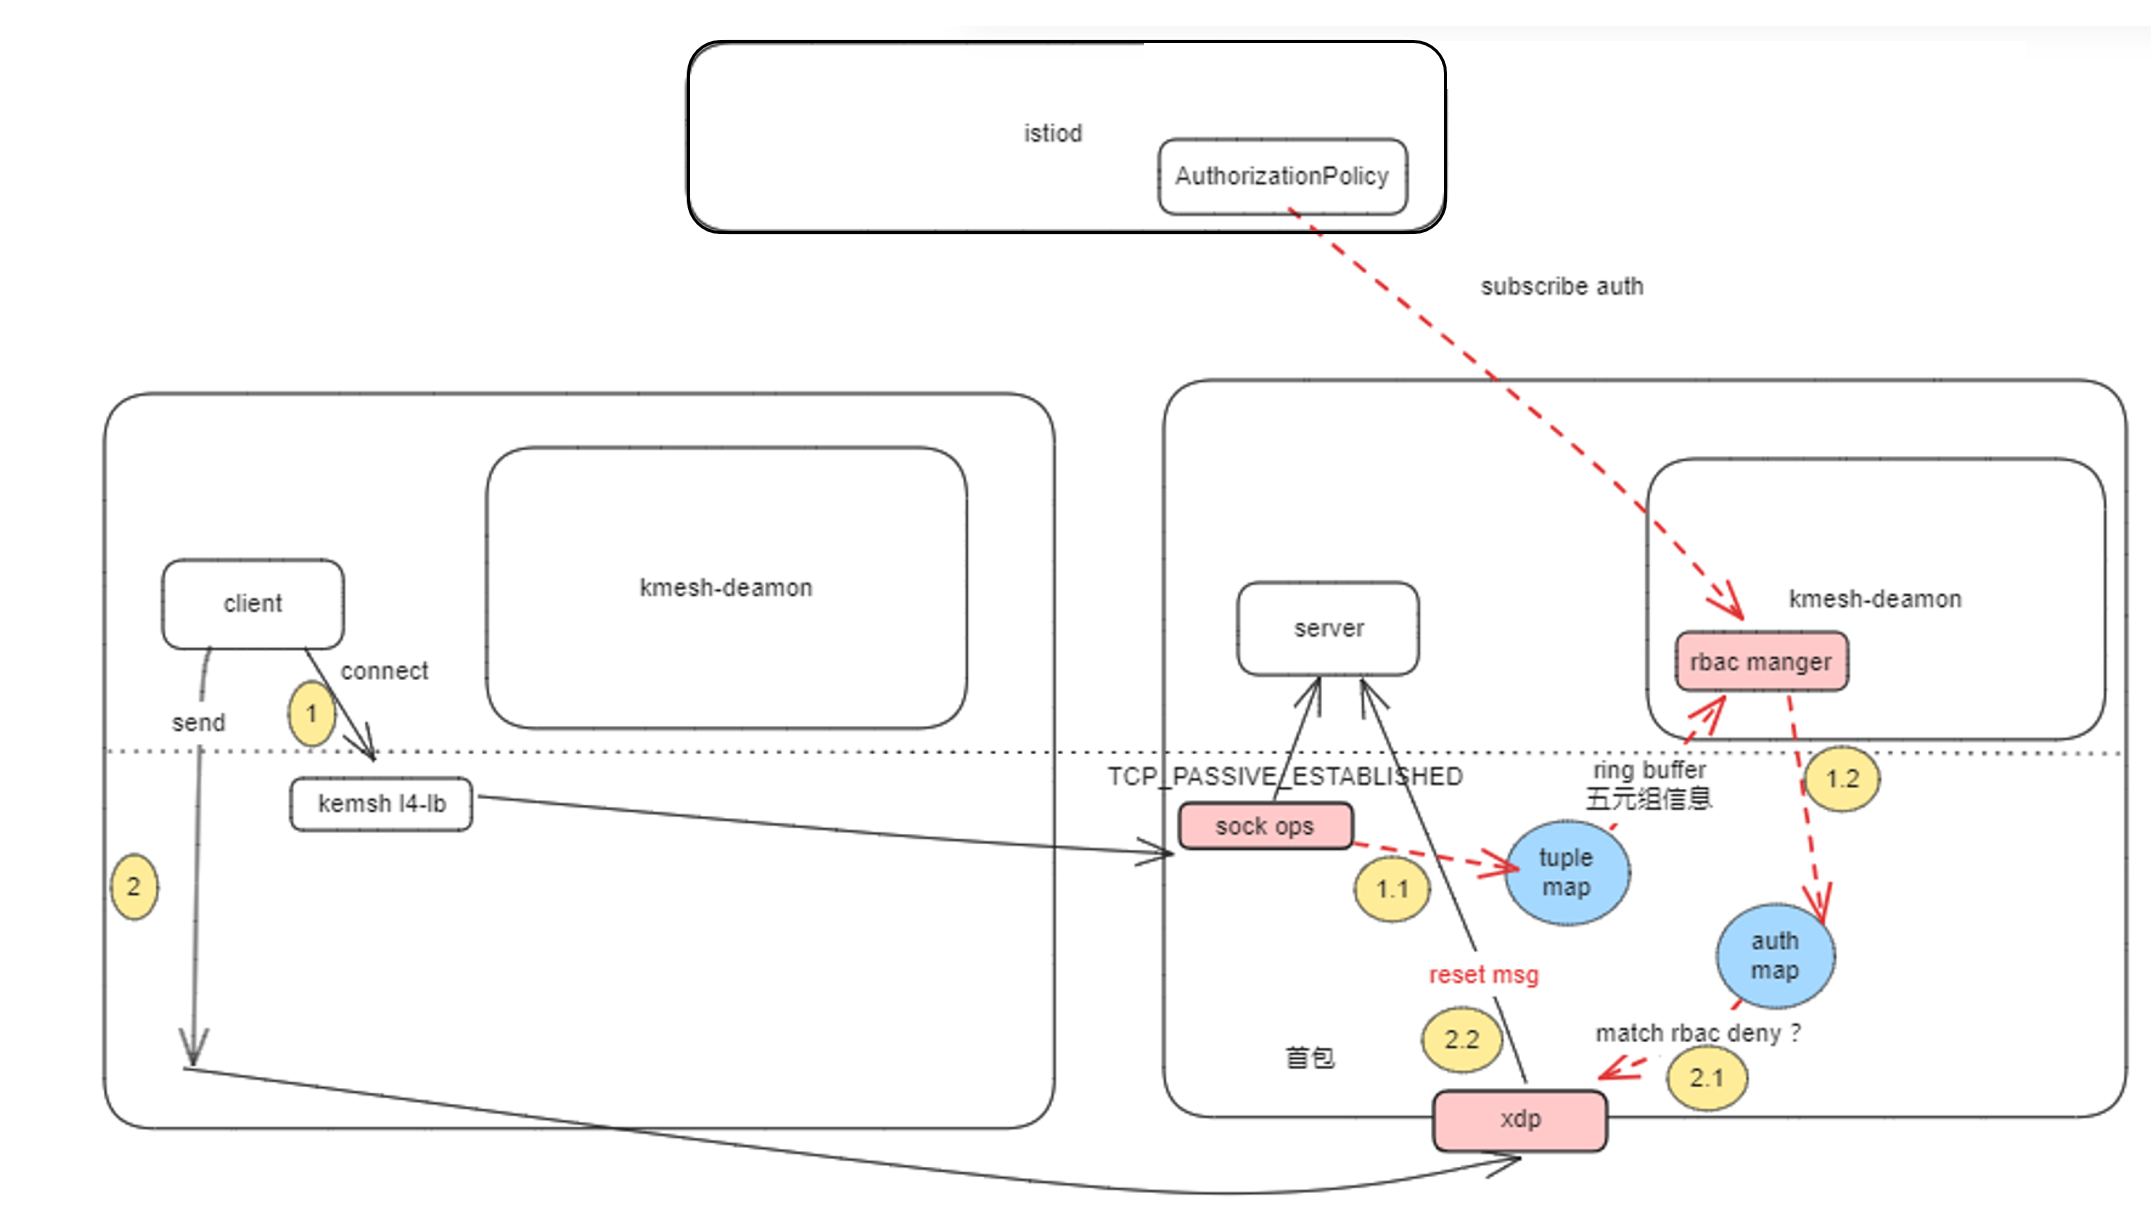 istiod
AuthorizationPolicy
subscribe auth
kmesh-deamon
client
connect
1
send
kemsh l4-lb
2
kmesh-deamon
server
rbac manger
TCP_PASSIVE_ESTABLISHED
ring buffer
五元组信息
1.2
sock ops
tuple
map
1.1
auth
map
reset msg
match rbac deny ?
2.2
首包
2.1
xdp